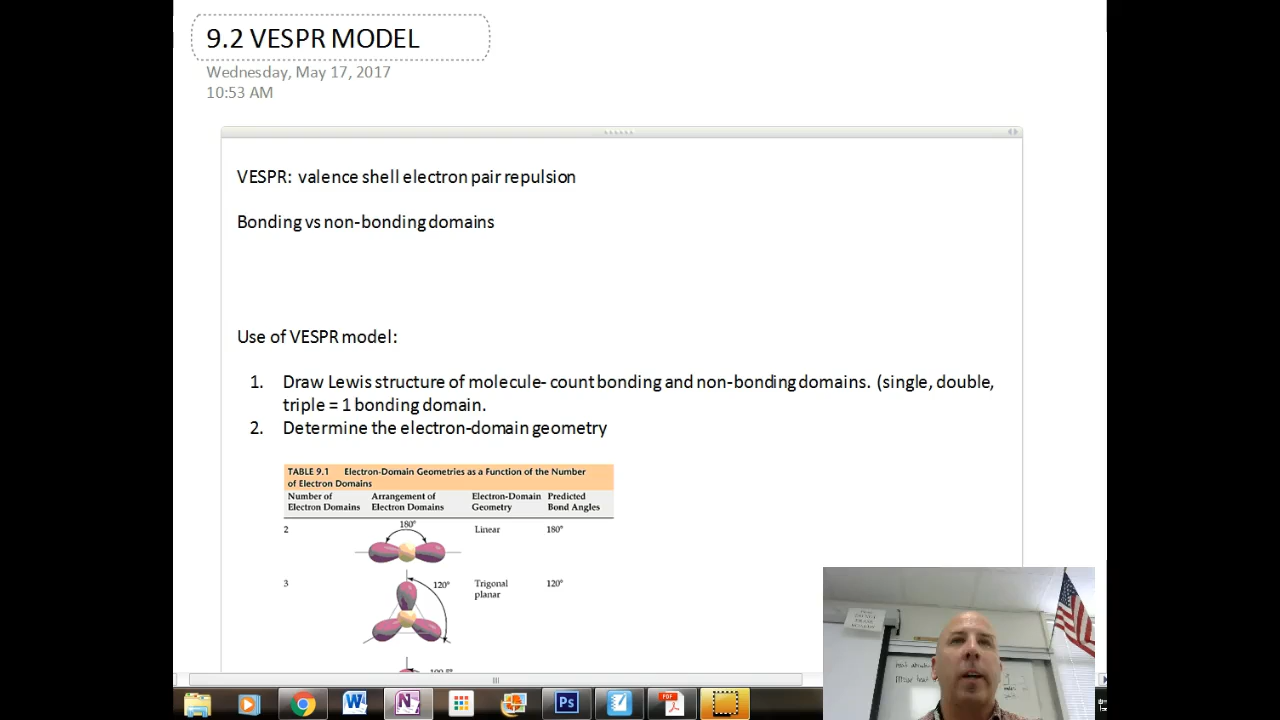 9.2 VESPR MODEL
Wednesday, May 17, 2017
10:53 AM
VESPR: valence shell electron pair repulsion
Bonding vs non-bonding domains
Use of VESPR model:
1. Draw Lewis structure of molecule- count bonding and non-bonding domains. (single, double,
triple = 1 bonding domain.
2. Determine the electron-domain geometry
TABLE 9.1 Electron-Domain Geometries as a Function of the Number
of Electron Domains
Number of Arrangement of Electron-Domain Predicted
Electron Domains Electron Domains Geometry Bond Angles
180°
2 Linear 180°
3 120° Trigonal 120°
planar
W N Ps PDF